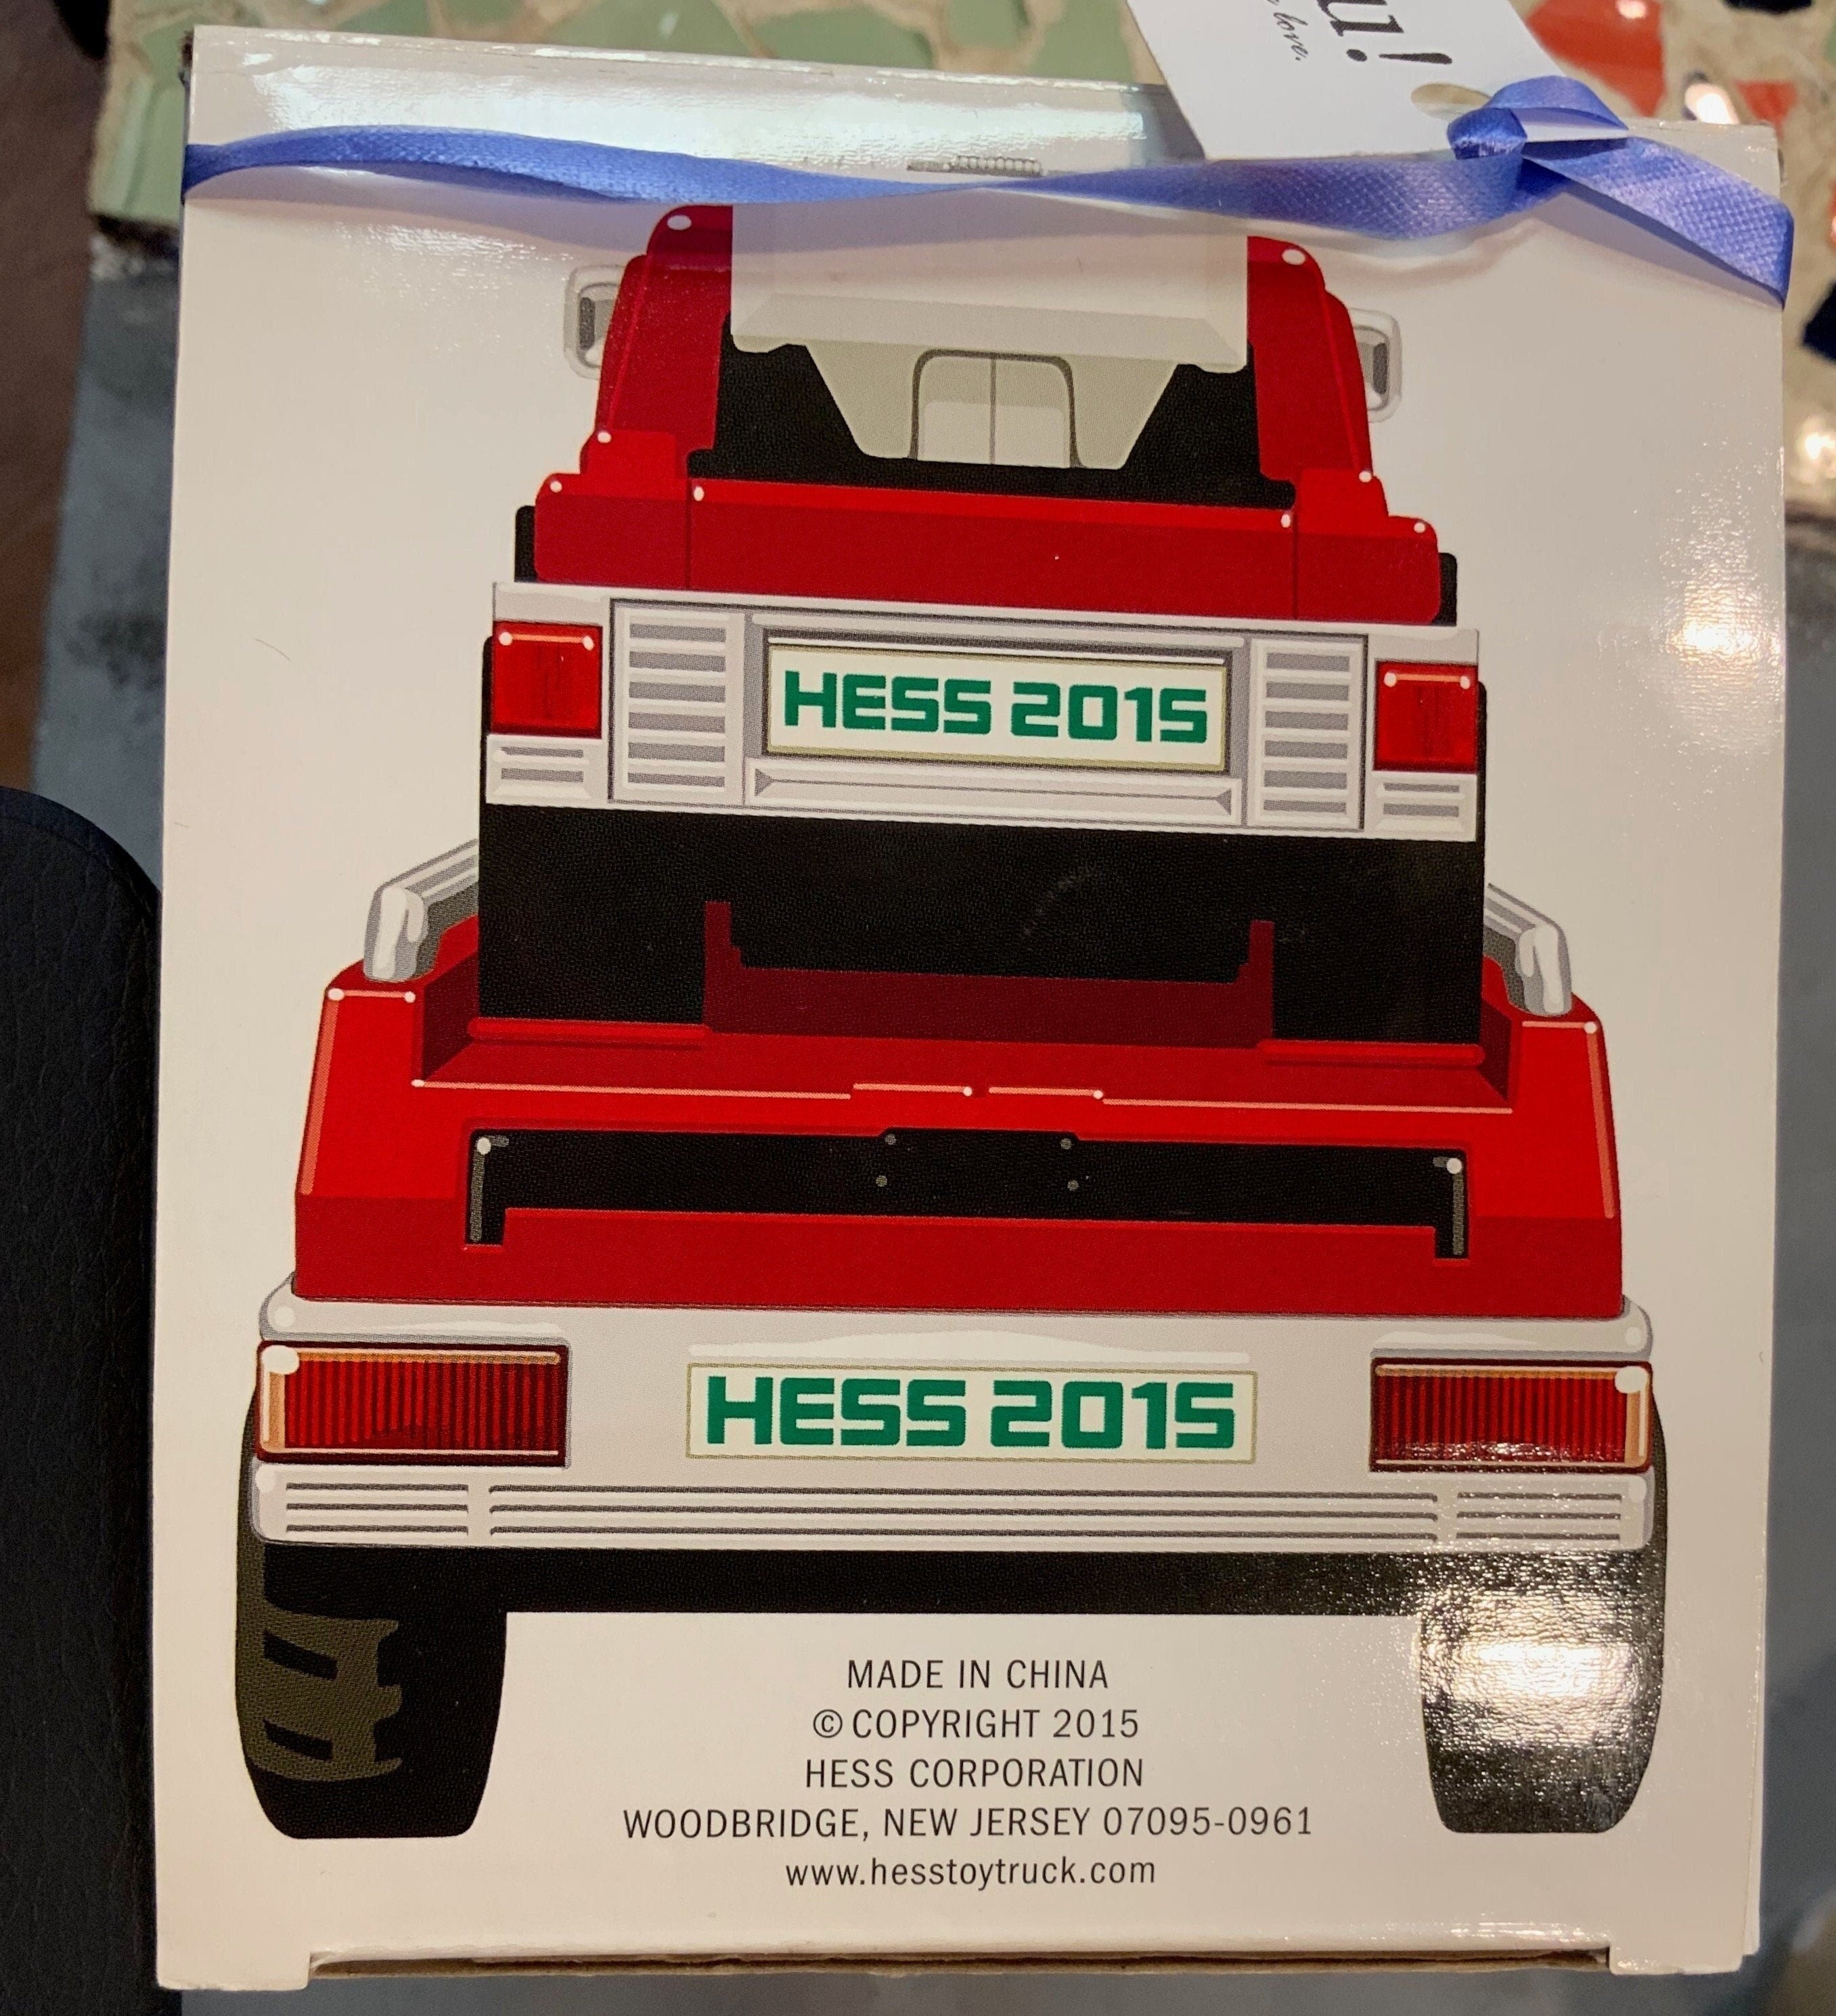 u!
love.
HESS 2015
HESS 2015
MADE IN CHINA
© COPYRIGHT 2015
HESS CORPORATION
WOODBRIDGE, NEW JERSEY 07095-0961
www.hesstoytruck.com